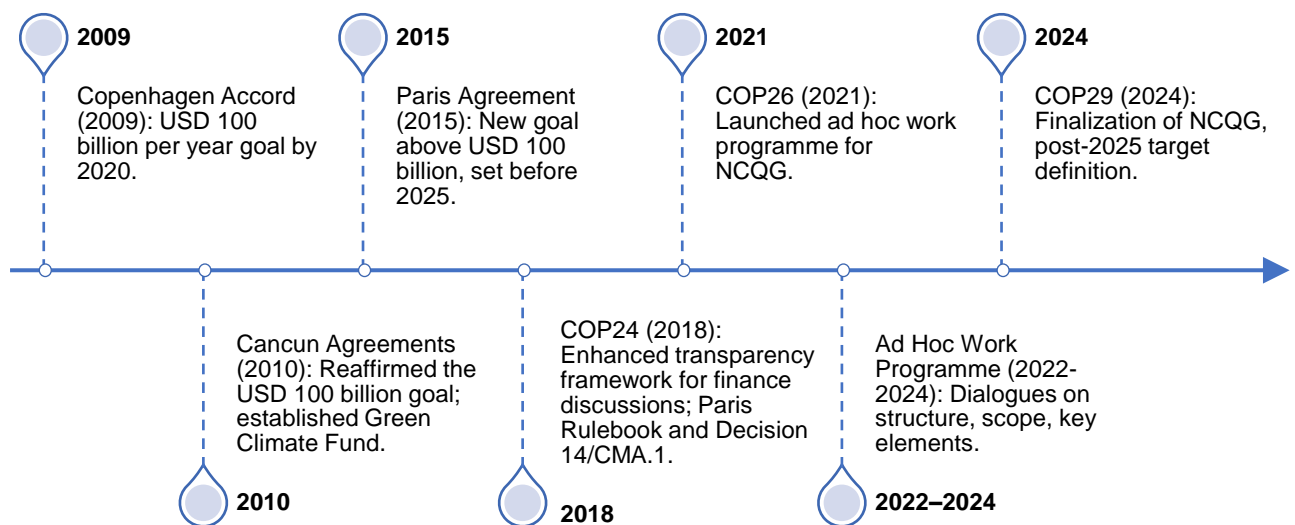 2009
Copenhagen Accord
(2009): USD 100
billion per year goal by
2020.
2015
Paris Agreement
(2015): New goal
above USD 100
billion, set before
2025.
2021
COP26 (2021):
Launched ad hoc work
programme for
NCQG.
2024
COP29 (2024):
Finalization of NCQG,
post-2025 target
definition.
Cancun Agreements
(2010): Reaffirmed the
USD 100 billion goal;
established Green
Climate Fund.
2010
COP24 (2018):
Enhanced transparency
framework for finance
discussions; Paris
Rulebook and Decision
14/CMA.1.
2018
Ad Hoc Work
Programme (2022-
2024): Dialogues on
structure, scope, key
elements.
2022–2024